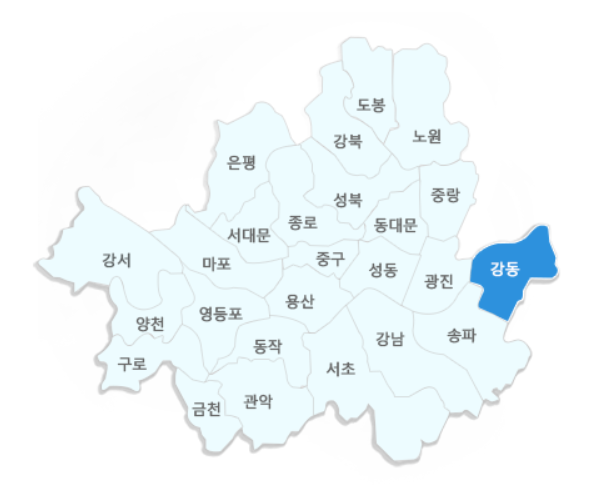 도봉
노원
강북
은평
중랑
성북
종로
동대문
서대문
중구
강서
마포
성동
강동
광진
용산
영등포
양천
송파
강남
동작
구로
서초
관악
금천